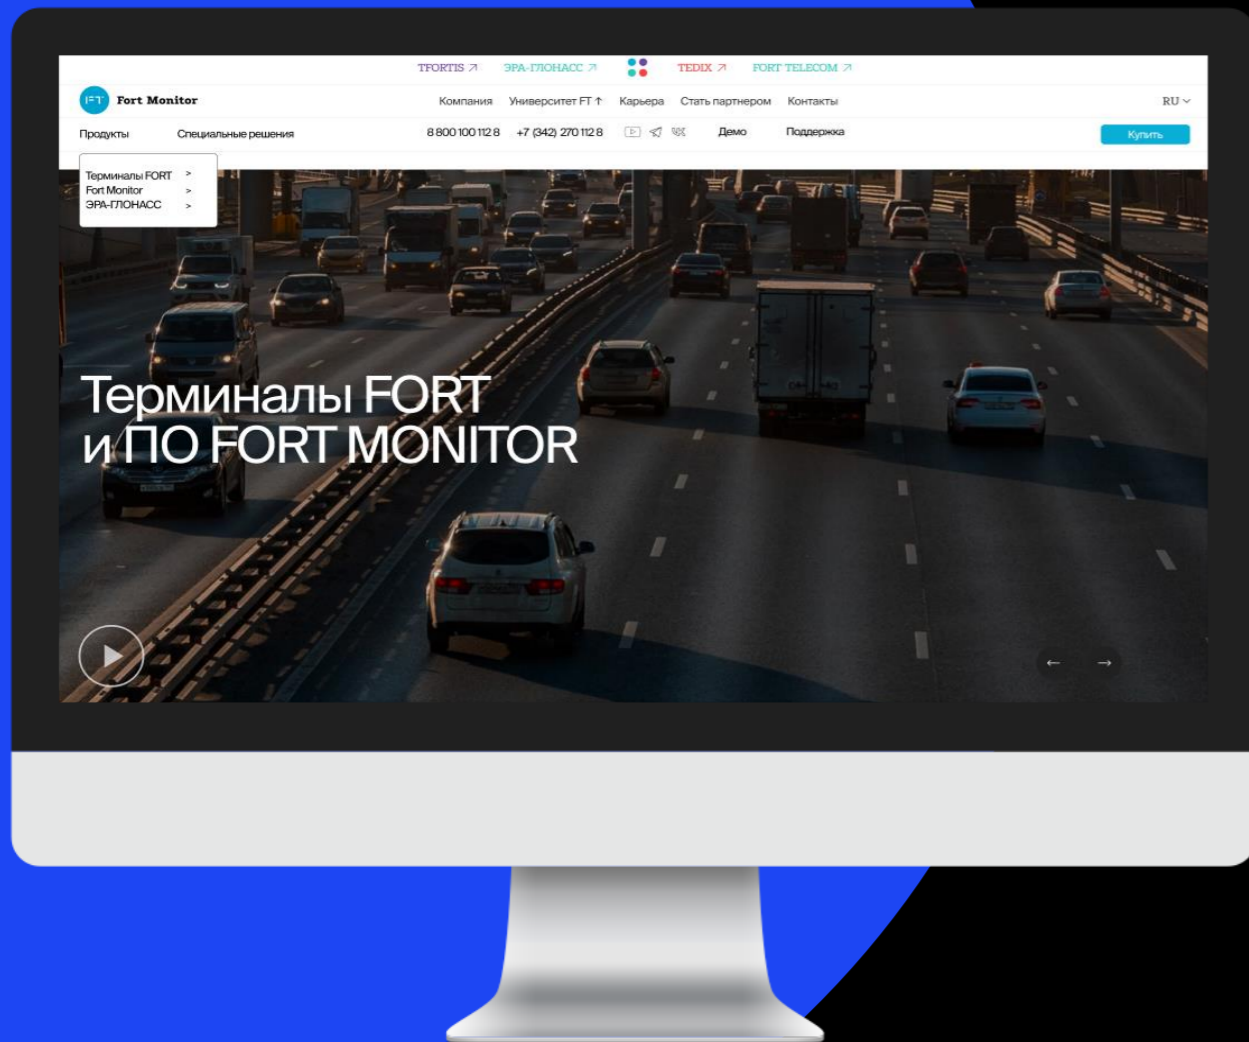 TFORTIS ↗ ЭРА-ГЛОНАСС ↗ TEDIX ↗ FORT TELECOM ↗
FT Fort Monitor
Компания Университет FT ↑ Карьера Стать партнером Контакты
RU
Продукты Специальные решения
8 800 100 112 8 +7 (342) 270 112 8
Демо Поддержка
Купить
Терминалы FORT >
Fort Monitor >
ЭРА-ГЛОНАСС >
Терминалы FORT
и ПО FORT MONITOR
← →